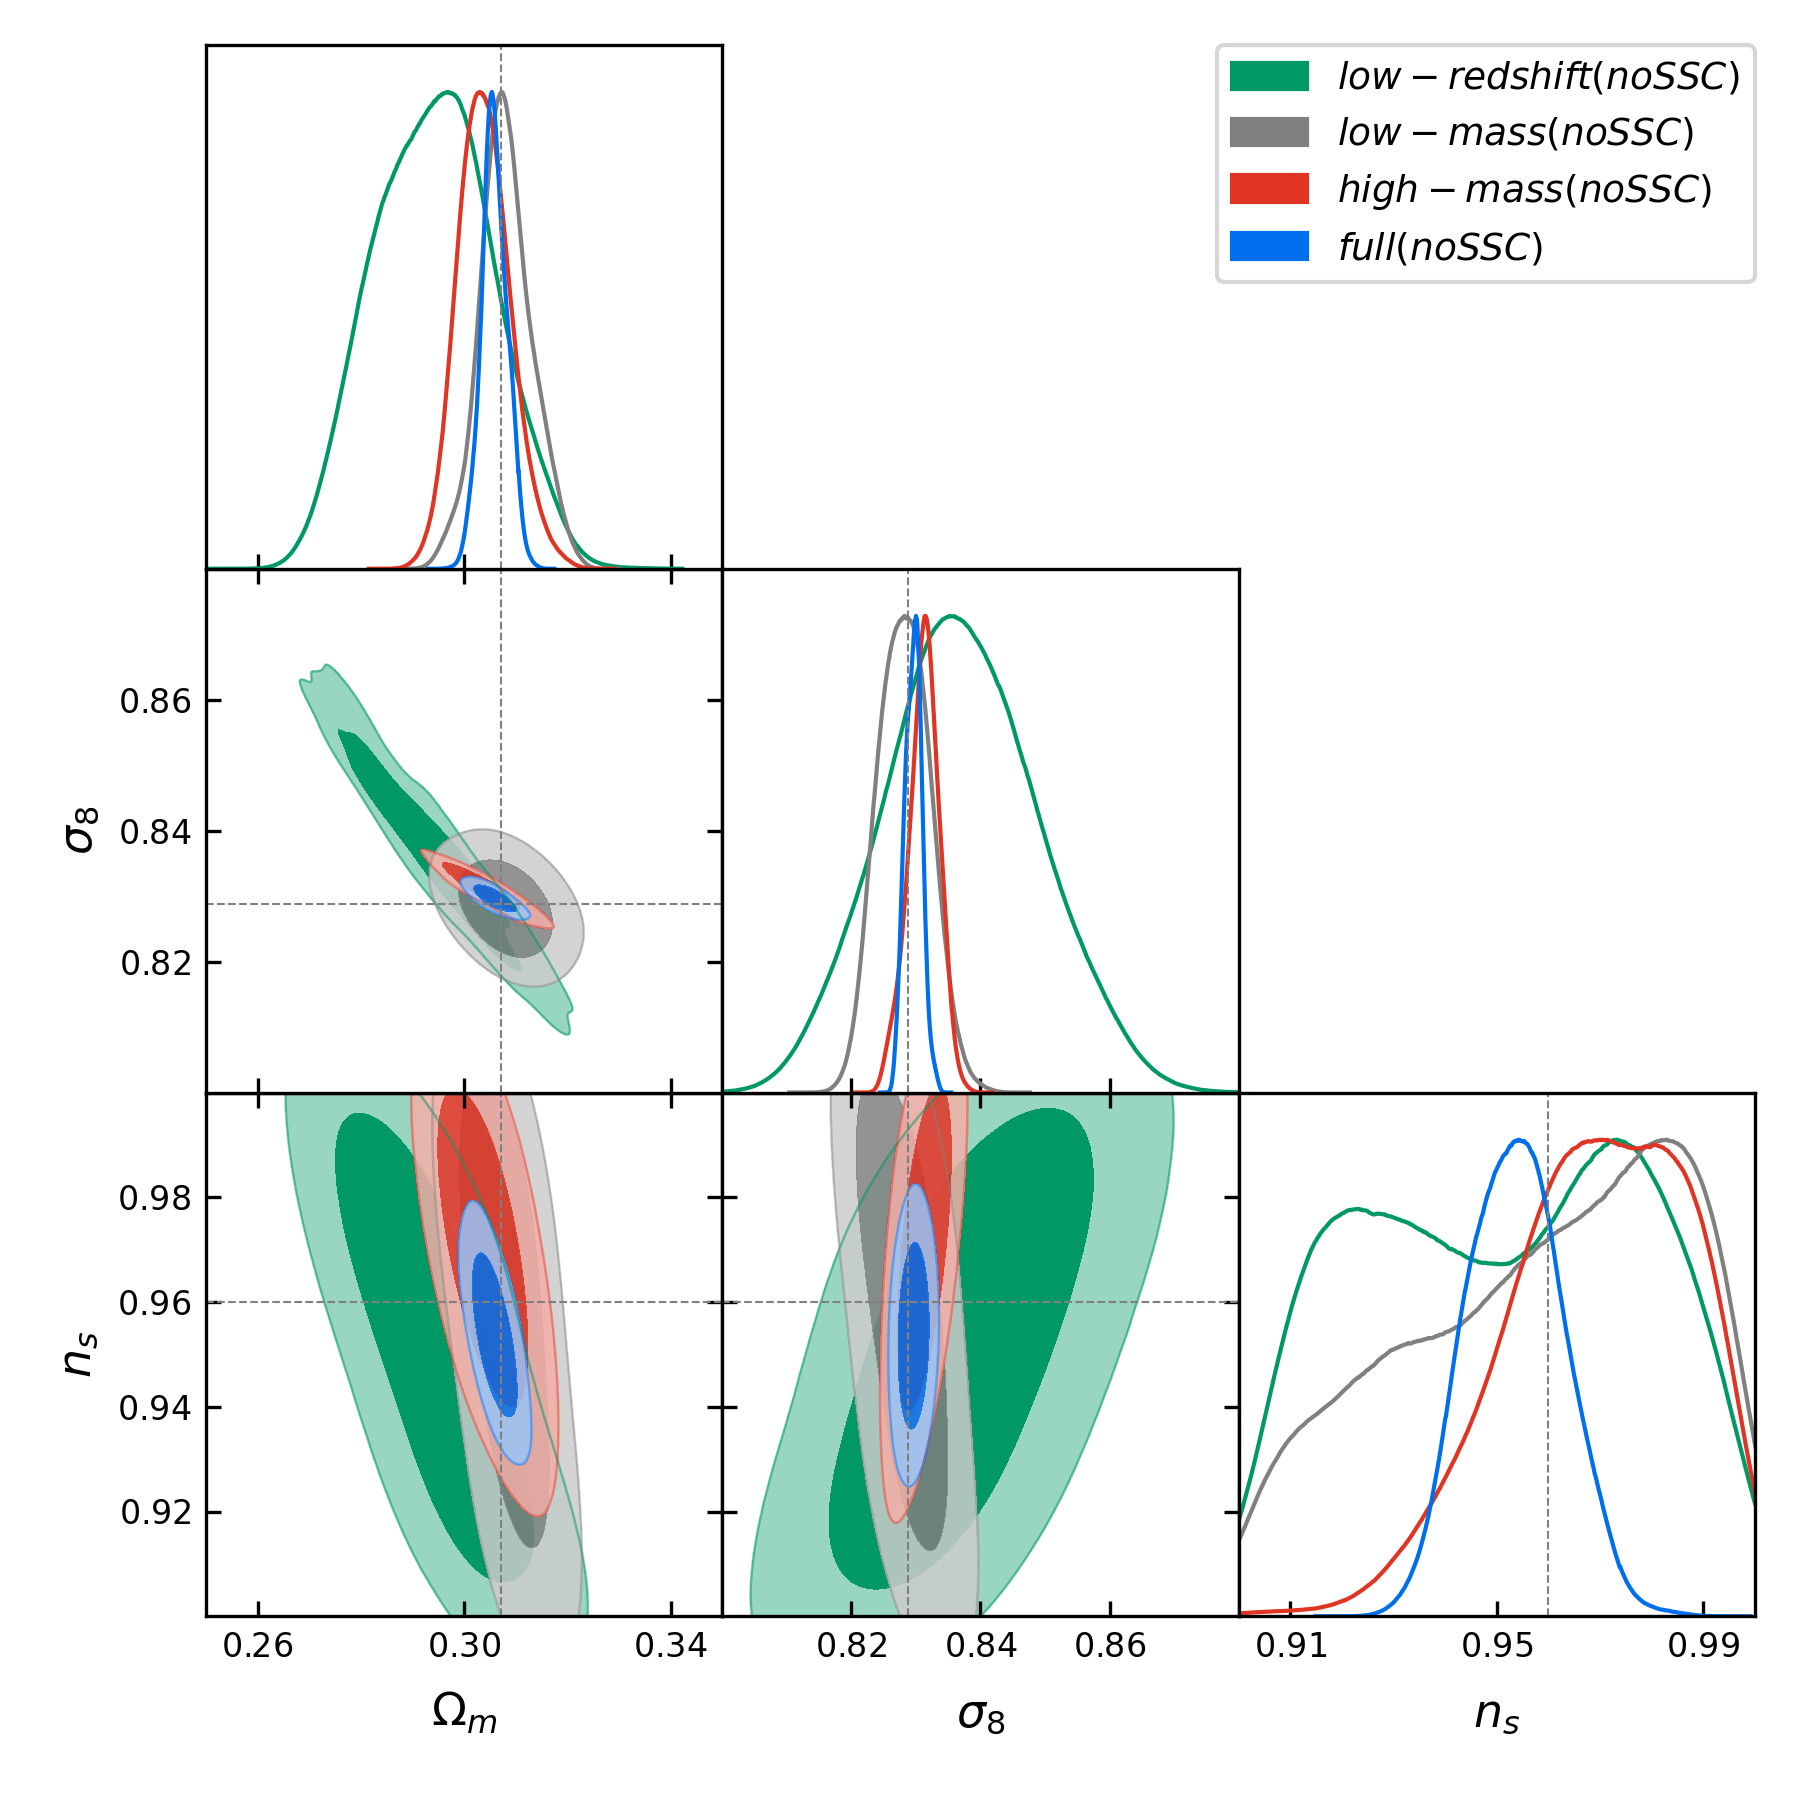 low − redshift(noSSC)
low − mass(noSSC)
high − mass(noSSC)
full(noSSC)
0.86
0.84
0.82
σ8
0.98
0.96
0.94
0.92
ns
0.26 0.30 0.34 0.82 0.84 0.86 0.91 0.95 0.99
Ωm σ8 ns